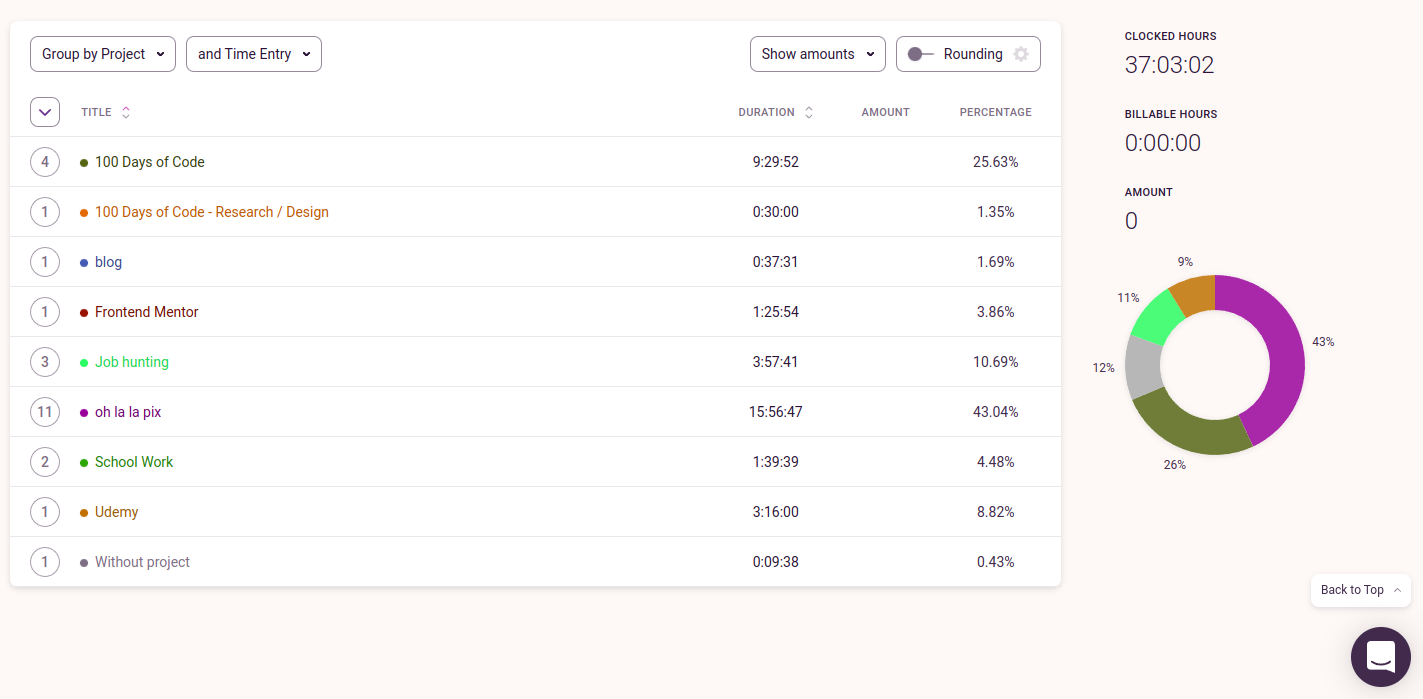 Group by Project and Time Entry Show amounts Rounding
TITLE DURATION AMOUNT PERCENTAGE
4 100 Days of Code 9:29:52 25.63%
1 100 Days of Code - Research / Design 0:30:00 1.35%
1 blog 0:37:31 1.69%
1 Frontend Mentor 1:25:54 3.86%
3 Job hunting 3:57:41 10.69%
11 oh la la pix 15:56:47 43.04%
2 School Work 1:39:39 4.48%
1 Udemy 3:16:00 8.82%
1 Without project 0:09:38 0.43%
CLOCKED HOURS
37:03:02
BILLABLE HOURS
0:00:00
AMOUNT
0
9%
11%
43%
12%
26%
Back to Top